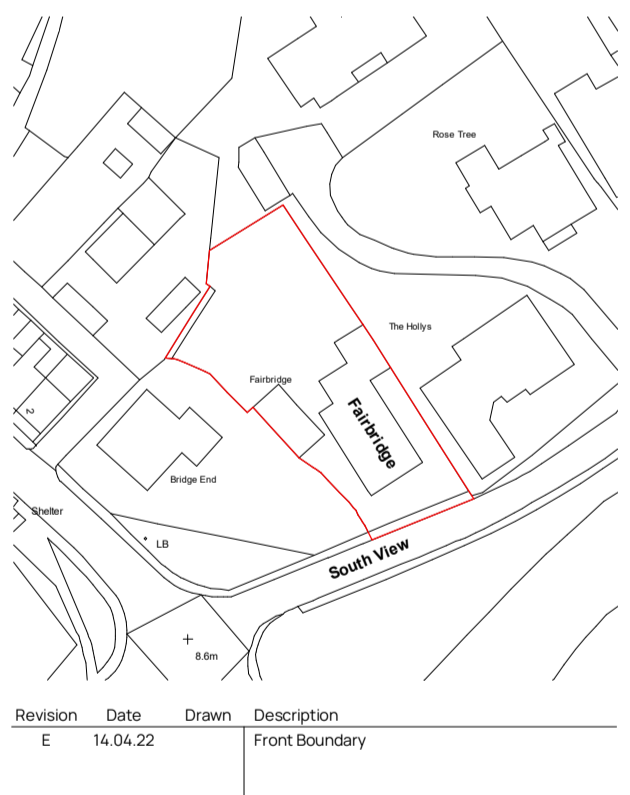 Rose Tree
The Hollys
Fairbridge
Fairbridge
2
Bridge End
Shelter
LB
South View
8.6m
Revision Date Drawn Description
E 14.04.22 Front Boundary